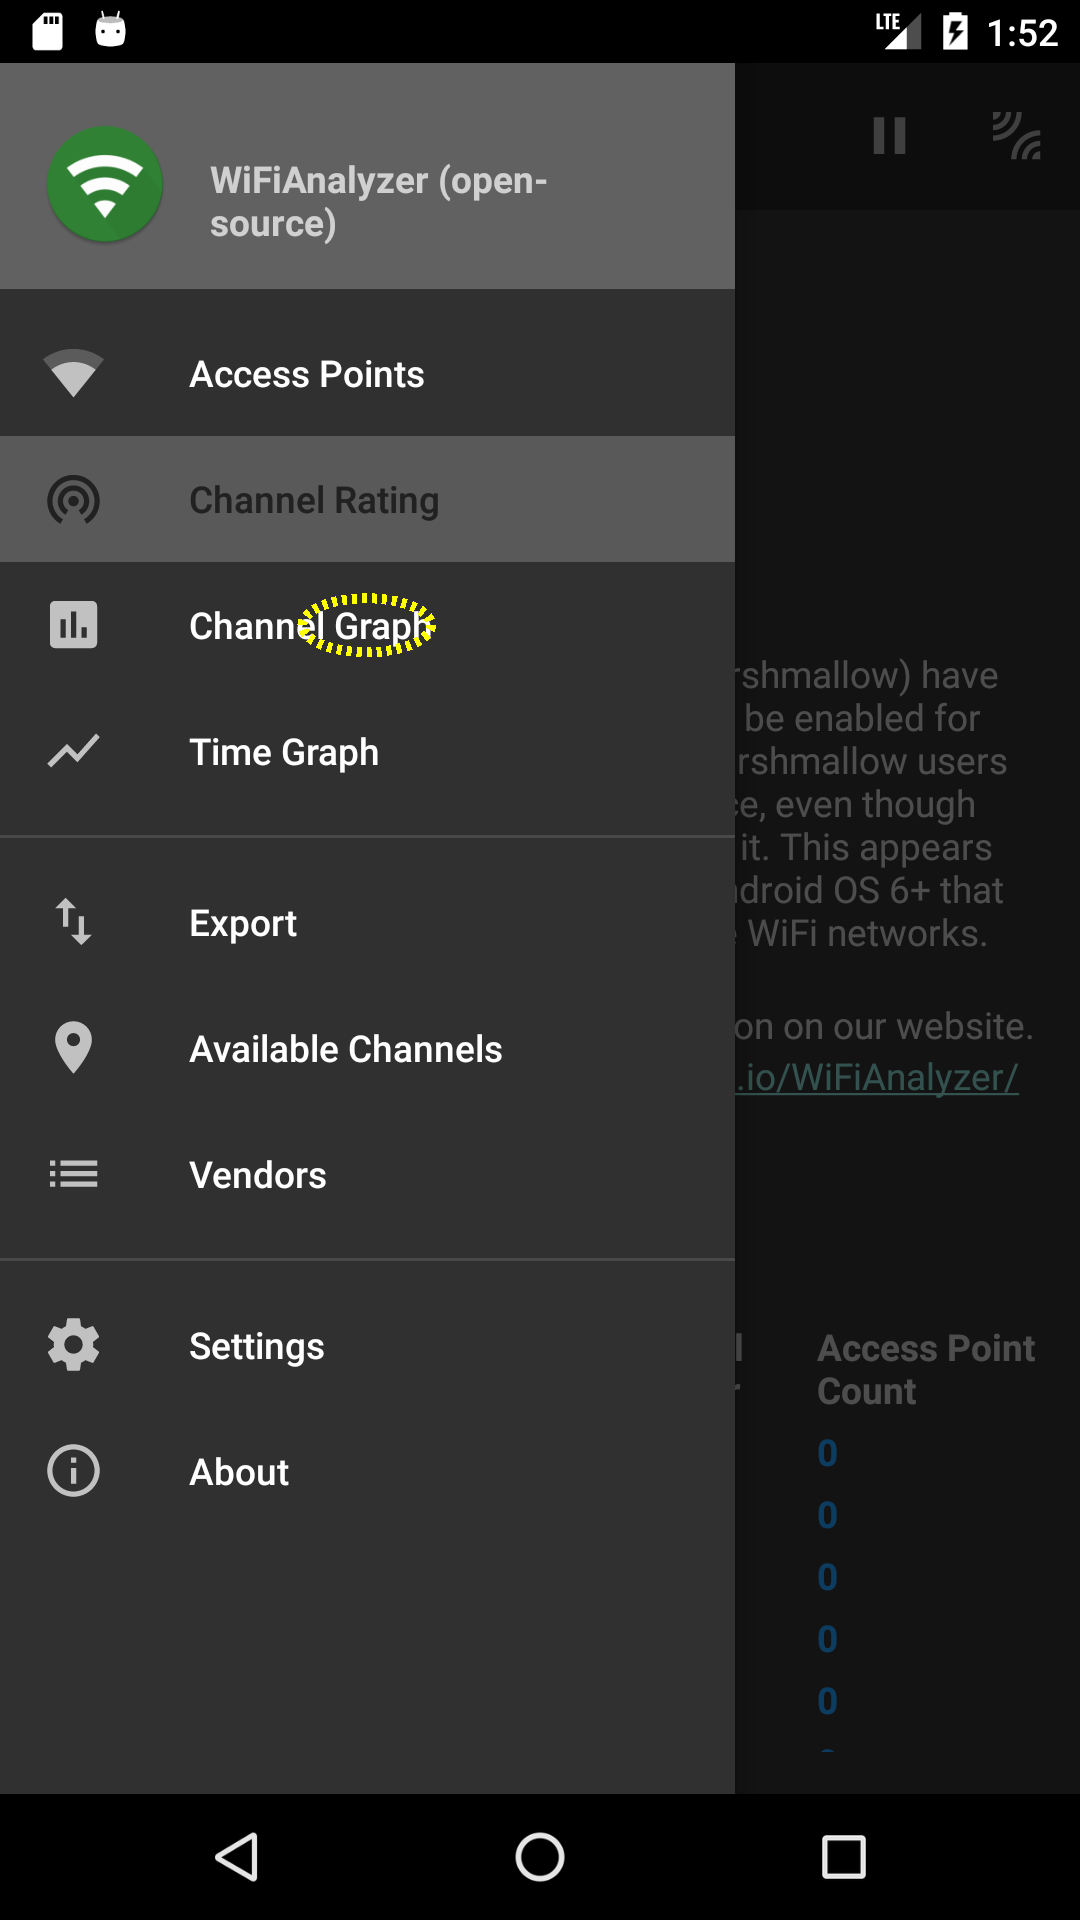 LTE 1:52
WiFiAnalyzer (open-
source)
Access Points
Channel Rating
Channel Graph
Time Graph
Export
Available Channels
Vendors
Settings
About
rshmallow) have
be enabled for
rshmallow users
ce, even though
it. This appears
ndroid OS 6+ that
WiFi networks.
on on our website.
.io/WiFiAnalyzer/
Access Point
Count
0
0
0
0
0